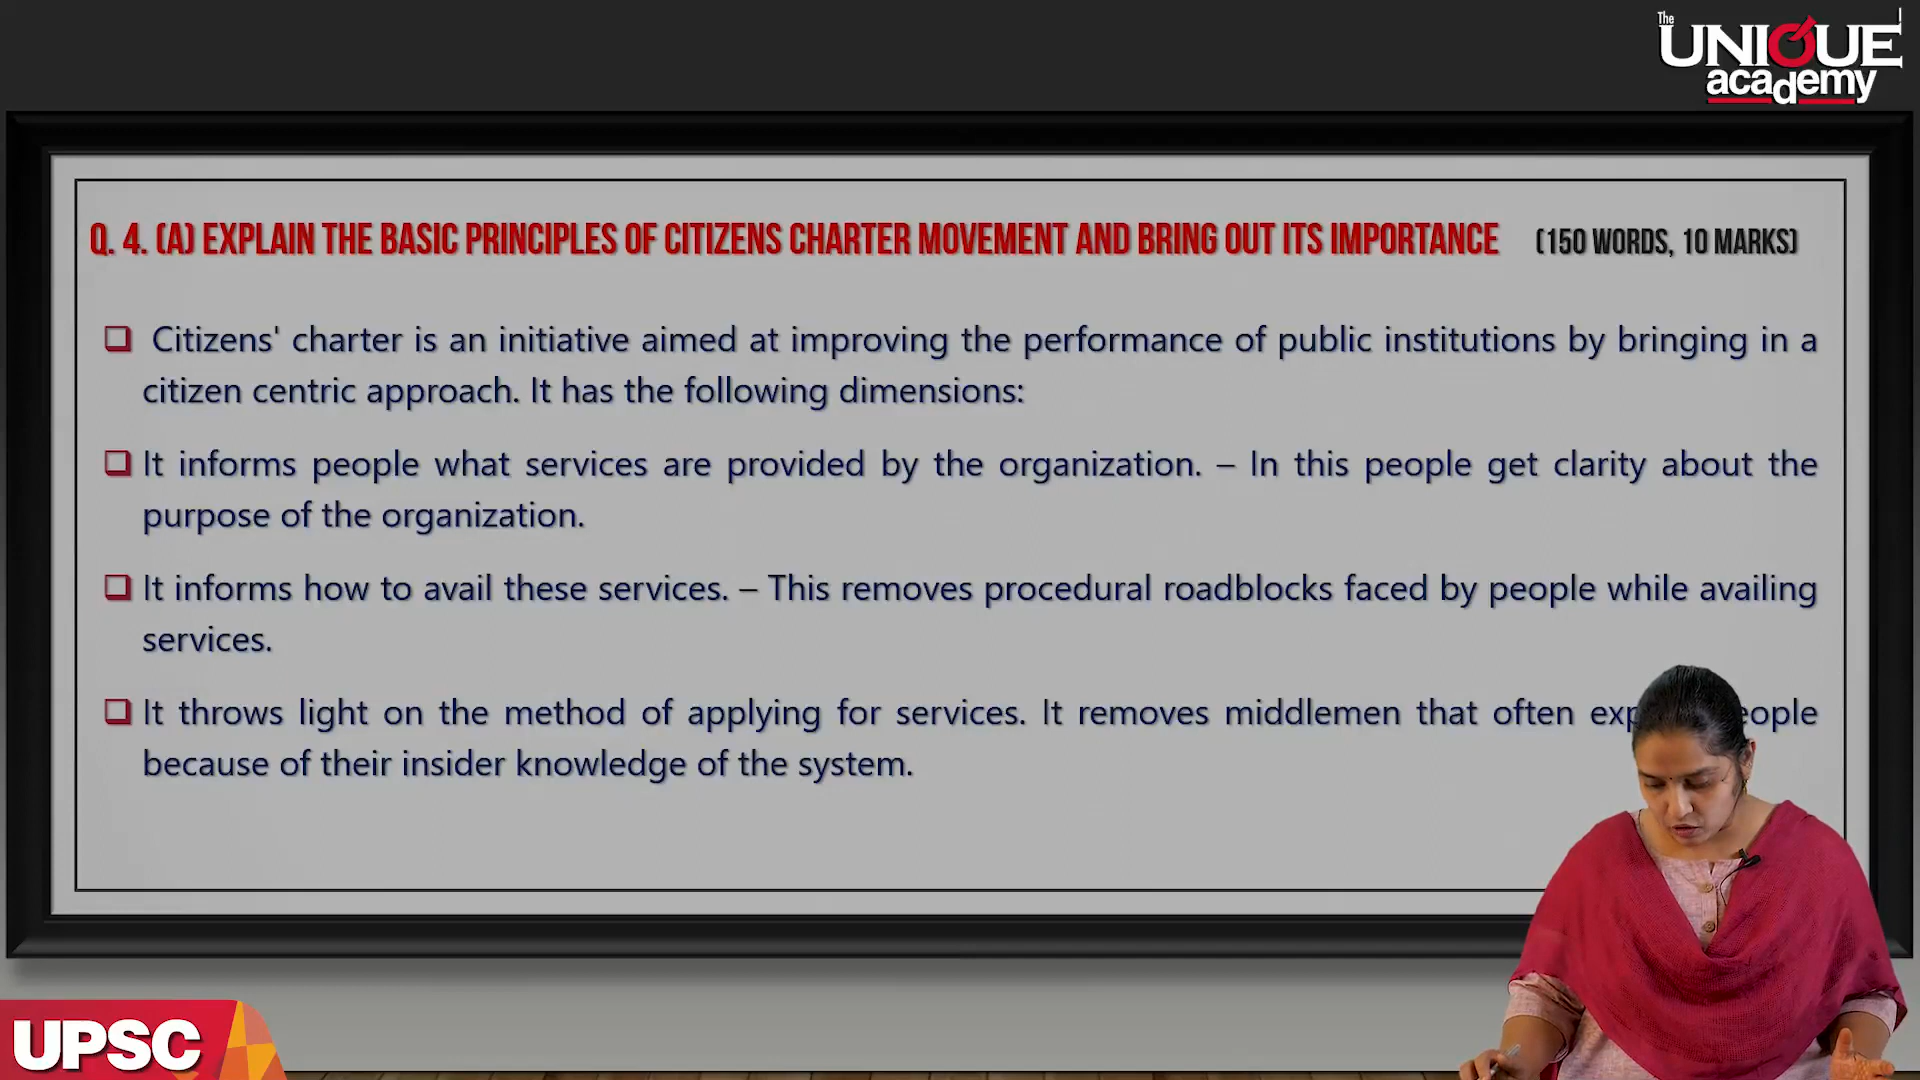 The
UNIQUE
academy
Q. 4. (A) EXPLAIN THE BASIC PRINCIPLES OF CITIZENS CHARTER MOVEMENT AND BRING OUT ITS IMPORTANCE (150 WORDS, 10 MARKS)
Citizens' charter is an initiative aimed at improving the performance of public institutions by bringing in a
citizen centric approach. It has the following dimensions:
It informs people what services are provided by the organization. – In this people get clarity about the
purpose of the organization.
It informs how to avail these services. – This removes procedural roadblocks faced by people while availing
services.
It throws light on the method of applying for services. It removes middlemen that often
because of their insider knowledge of the system.
UPSC